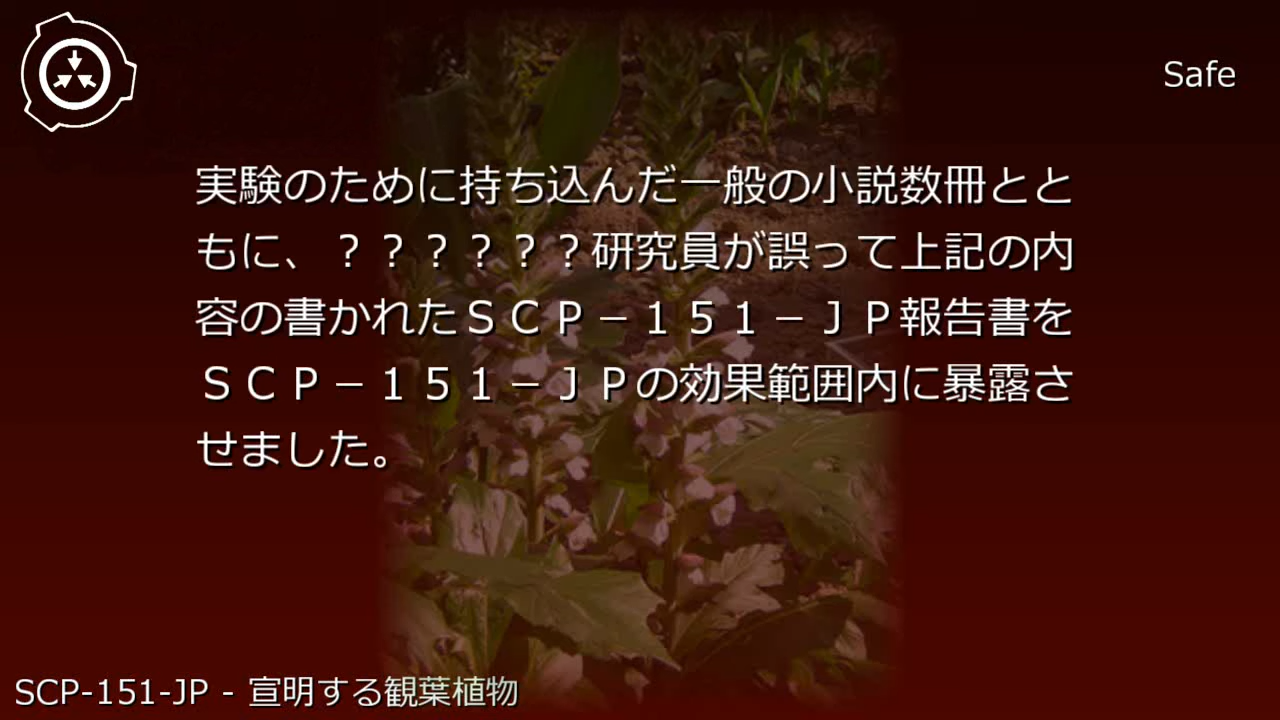 Safe
実験のために持ち込んだ一般の小説数冊とと
もに、？？？？？？研究員が誤って上記の内
容の書かれたＳＣＰ－１５１－ＪＰ報告書を
ＳＣＰ－１５１－ＪＰの効果範囲内に暴露さ
せました。
SCP-151-JP - 宣明する観葉植物